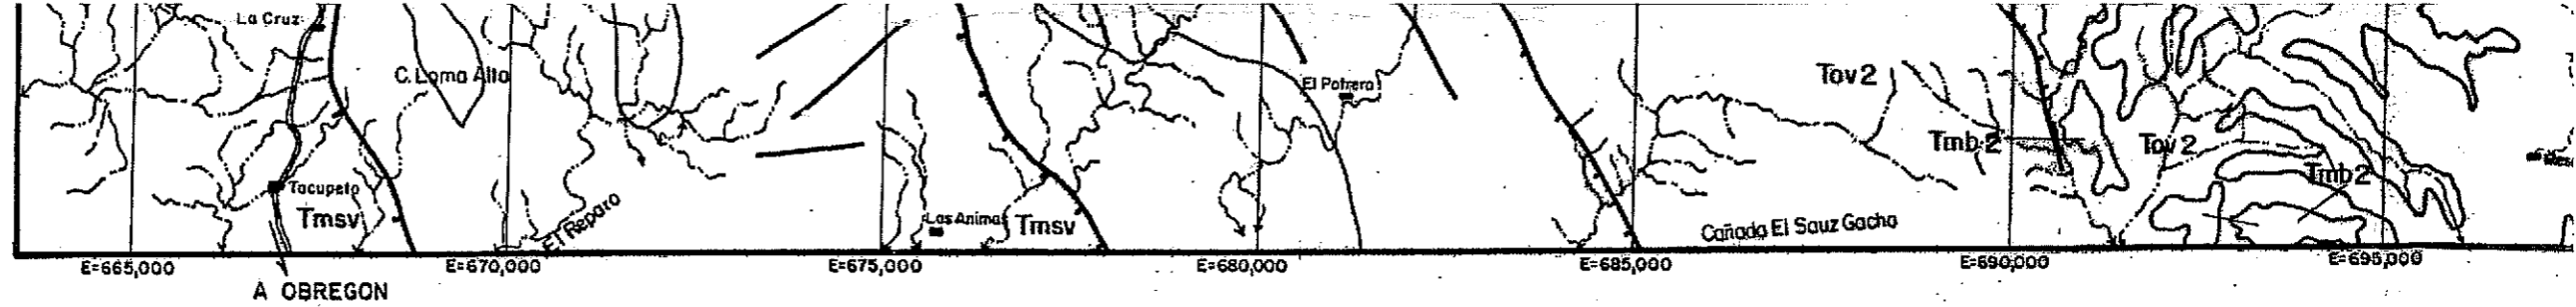 La Cruz
C. Loma Alta
El Potrero
Tov 2
Tmb 2
Tov 2
Tmb 2
Tacupeto
Tmsv
El Reparo
Las Animas
Tmsv
Cañada El Sauz Gacho
E=665,000
E=670,000
E=675,000
E=680,000
E=685,000
E=690,000
E=695,000
A OBREGON